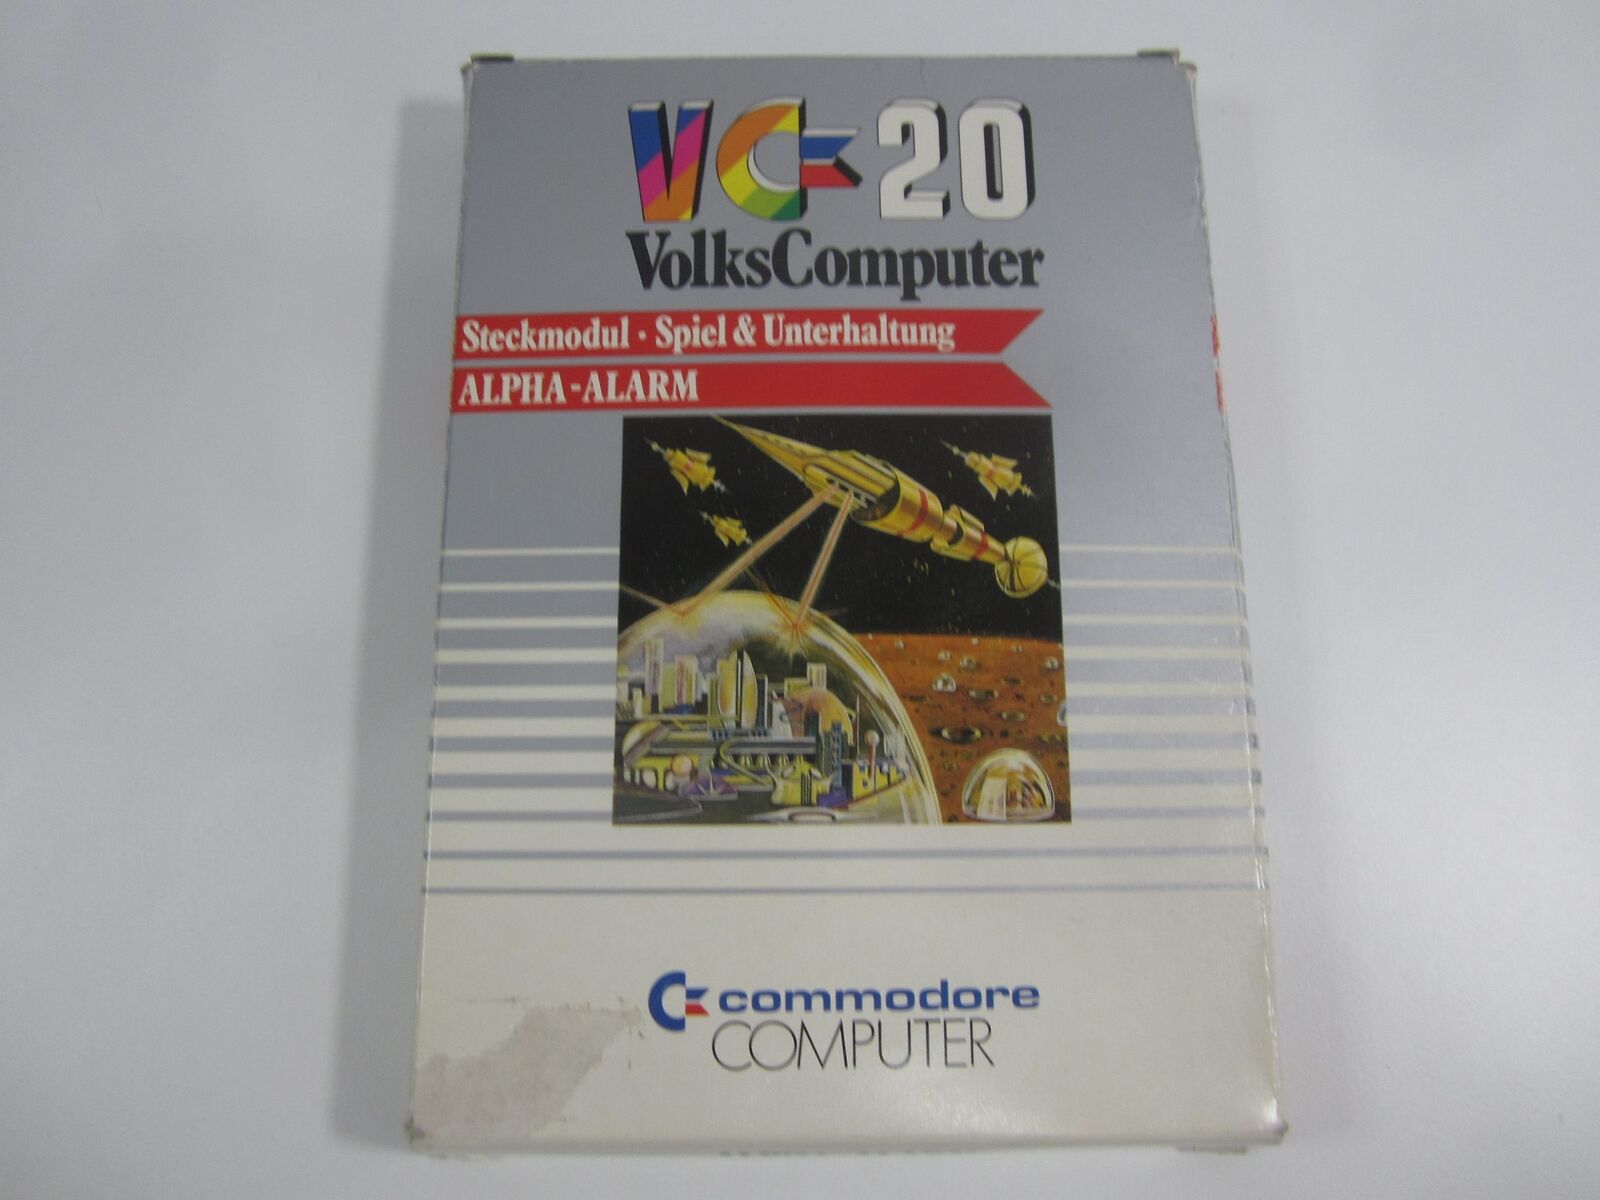 VC-20
VolksComputer
Steckmodul · Spiel & Unterhaltung
ALPHA-ALARM
commodore
COMPUTER